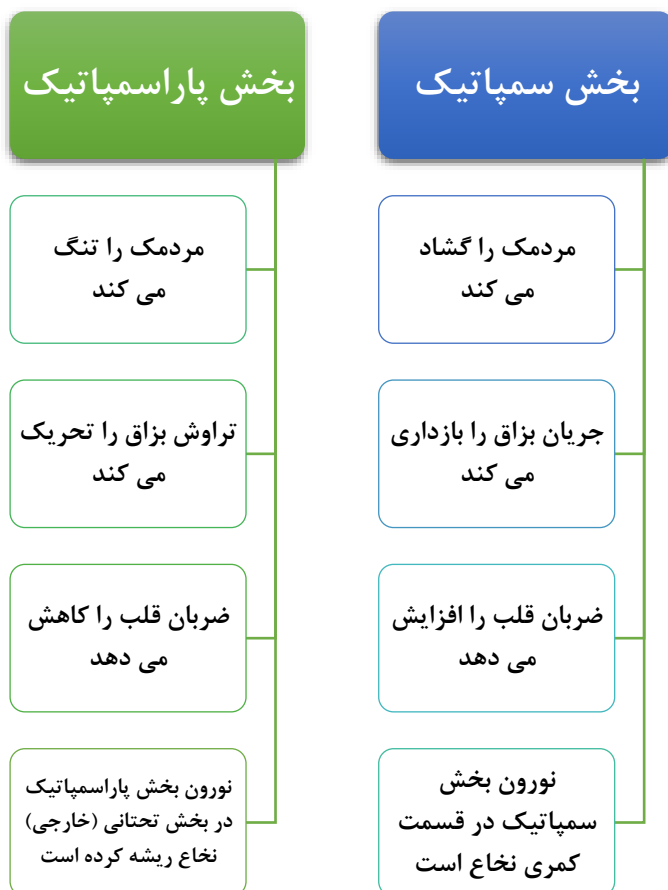 بخش سمپاتیک
مردمک را گشاد
می کند
جریان بزاق را بازداری
می کند
ضربان قلب را افزایش
می دهد
نورون بخش
سمپاتیک در قسمت
کمری نخاع است
بخش پاراسمپاتیک
مردمک را تنگ
می کند
تراوش بزاق را تحریک
می کند
ضربان قلب را کاهش
می دهد
نورون بخش پاراسمپاتیک
در بخش تحتانی (خارجی)
نخاع ریشه کرده است